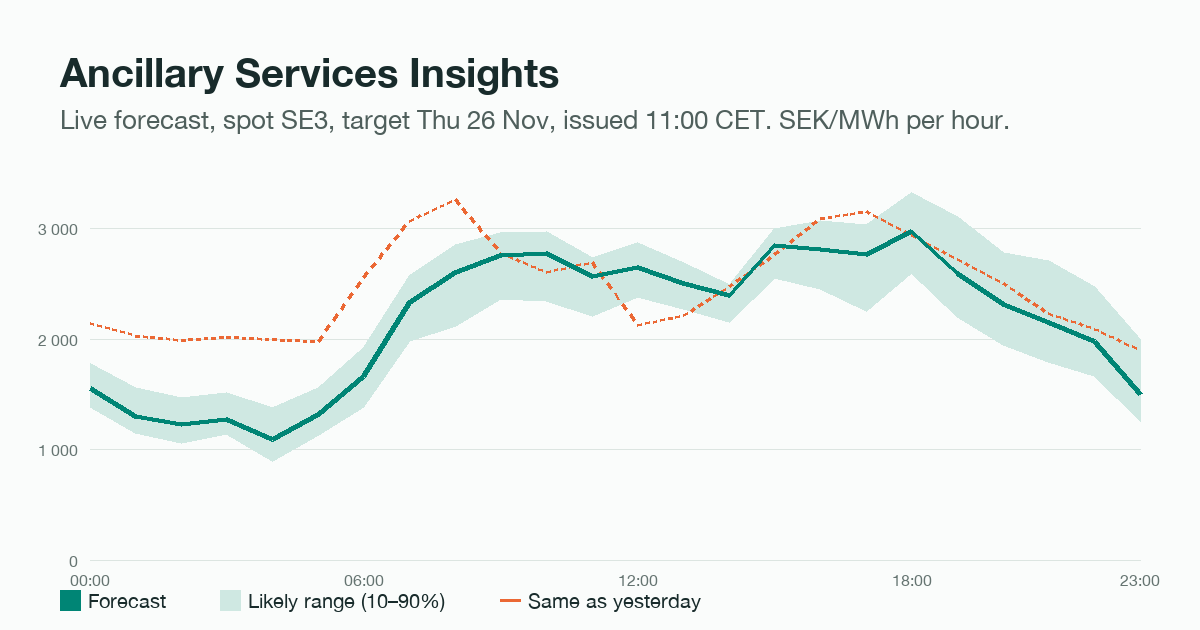 Ancillary Services Insights
Live forecast, spot SE3, target Thu 26 Nov, issued 11:00 CET. SEK/MWh per hour.
3 000
2 000
1 000
0
00:00 06:00 12:00 18:00 23:00
Forecast Likely range (10–90%) Same as yesterday